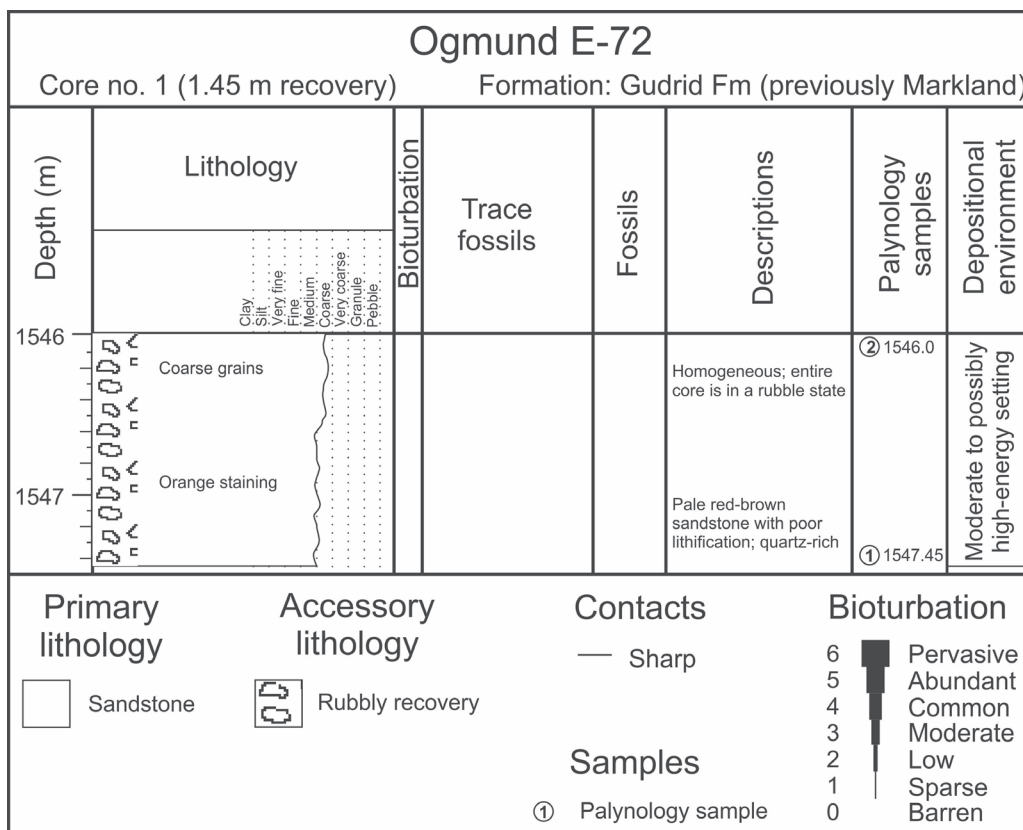 Ogmund E-72
Core no. 1 (1.45 m recovery)
Formation: Gudrid Fm (previously Markland)
Depth (m)
Lithology
Clay
Silt
Very fine
Fine
Medium
Coarse
Very coarse
Granule
Pebble
Bioturbation
Trace
fossils
Fossils
Descriptions
Palynology
samples
Depositional
environment
1546
1547
Coarse grains
Orange staining
Homogeneous; entire
core is in a rubble state
Pale red-brown
sandstone with poor
lithification; quartz-rich
2 1546.0
1 1547.45
Moderate to possibly
high-energy setting
Primary
lithology
Sandstone
Accessory
lithology
Rubbly recovery
Contacts
Sharp
Samples
1 Palynology sample
Bioturbation
6 Pervasive
5 Abundant
4 Common
3 Moderate
2 Low
1 Sparse
0 Barren